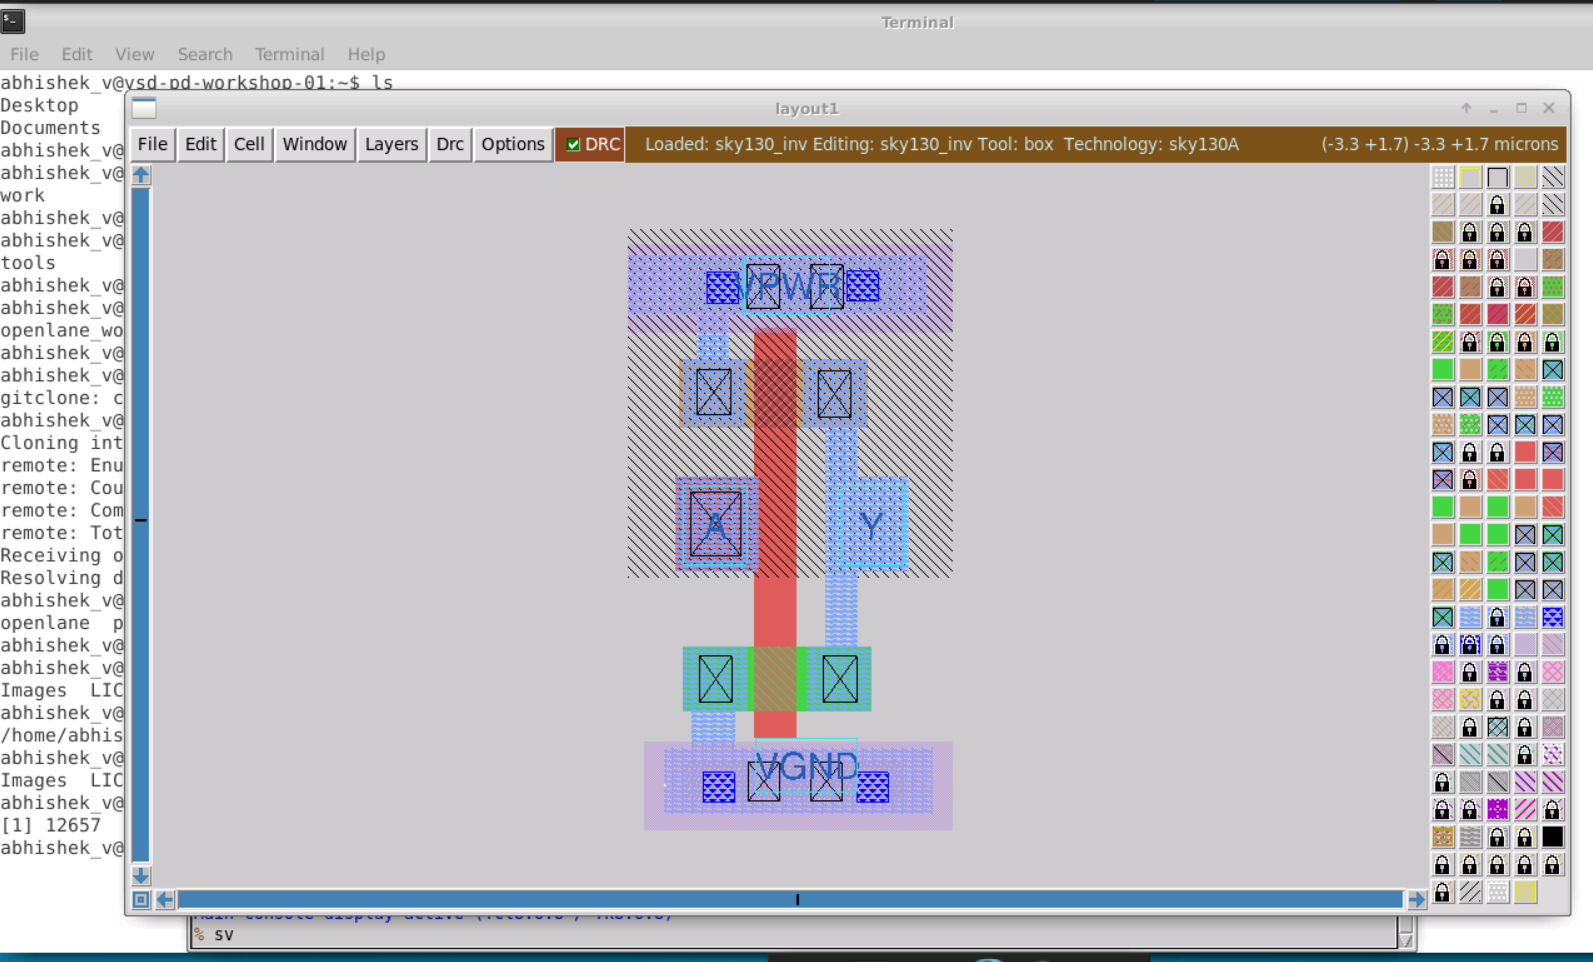 Terminal
File Edit View Search Terminal Help
abhishek_v@vsd-pd-workshop-01:~$ ls
Desktop
Documents
abhishek_v@
abhishek_v@
work
abhishek_v@
abhishek_v@
tools
abhishek_v@
abhishek_v@
openlane_wo
abhishek_v@
abhishek_v@
gitclone: c
abhishek_v@
Cloning int
remote: Enu
remote: Cou
remote: Com
remote: Tot
Receiving o
Resolving d
abhishek_v@
openlane p
abhishek_v@
abhishek_v@
Images LIC
abhishek_v@
/home/abhis
abhishek_v@
Images LIC
abhishek_v@
[1] 12657
abhishek_v@
layout1
File Edit Cell Window Layers Drc Options DRC Loaded: sky130_inv Editing: sky130_inv Tool: box Technology: sky130A (-3.3 +1.7) -3.3 +1.7 microns
VPWR
A Y
VGND
Main console display active
% sv